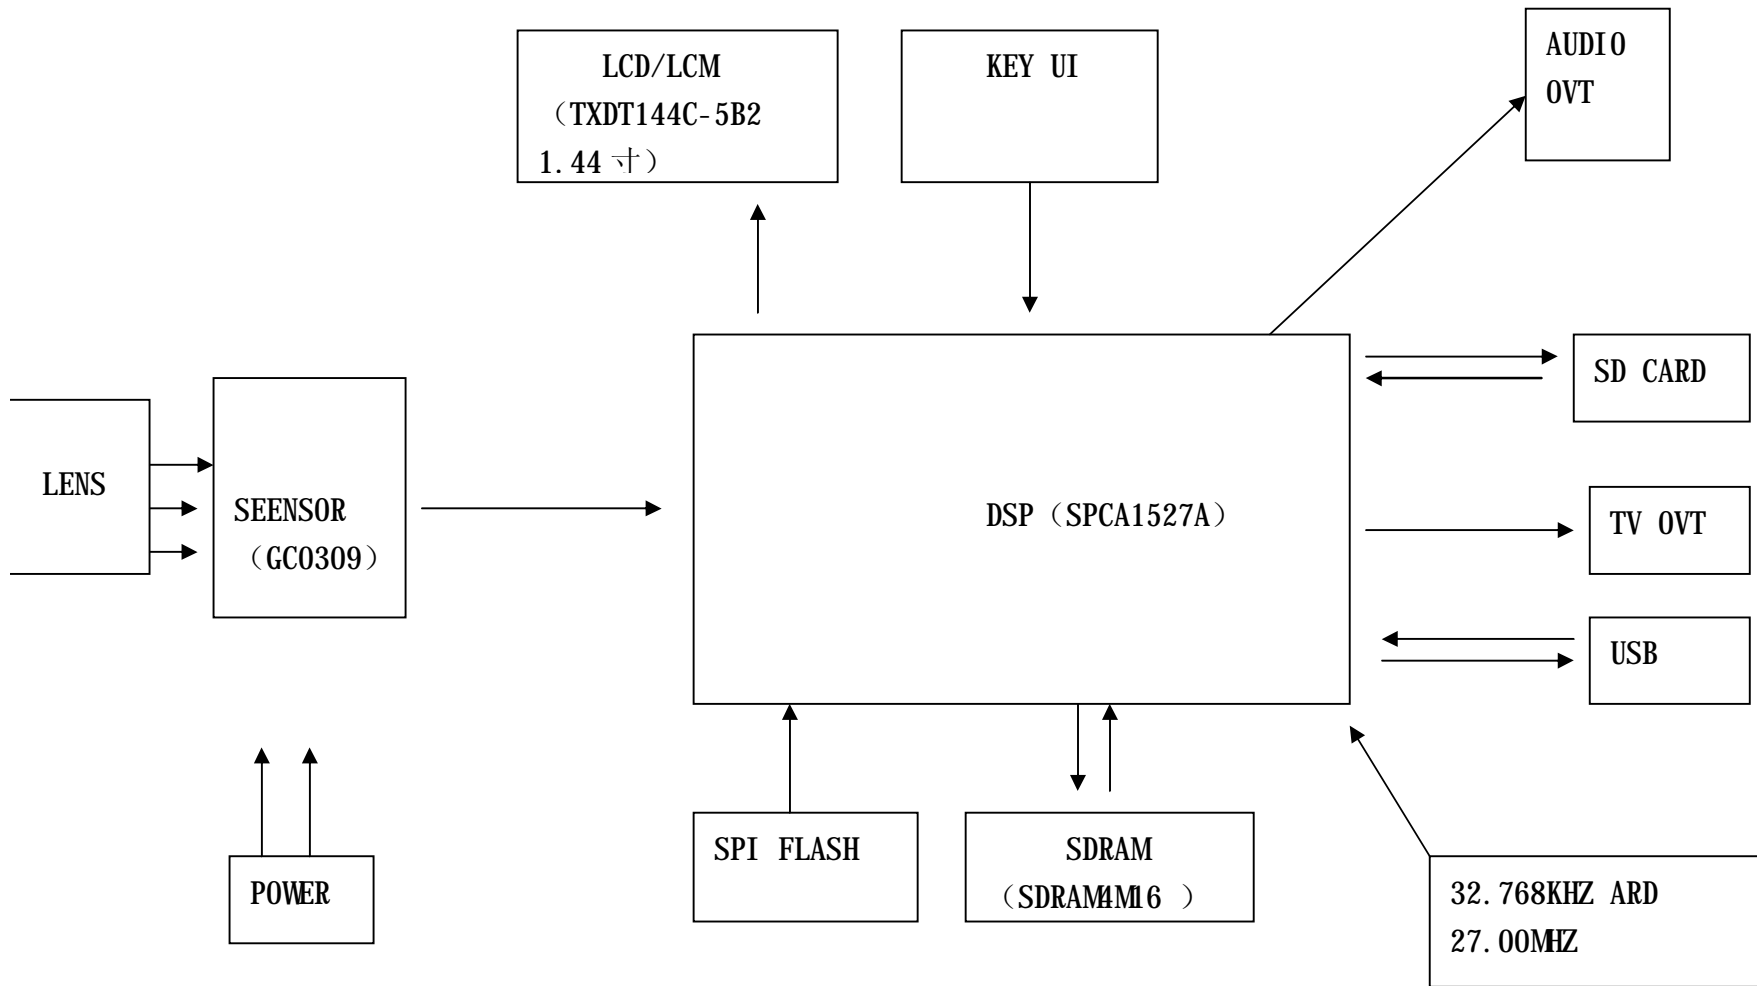 LCD/LCM
（TXDT144C-5B2
1.44 寸）
KEY UI
AUDIO
OVT
SD CARD
LENS
SEENSOR
（GC0309）
DSP（SPCA1527A）
TV OVT
USB
SPI FLASH
SDRAM
（SDRAM4M16 ）
POWER
32.768KHZ ARD
27.00MHZ